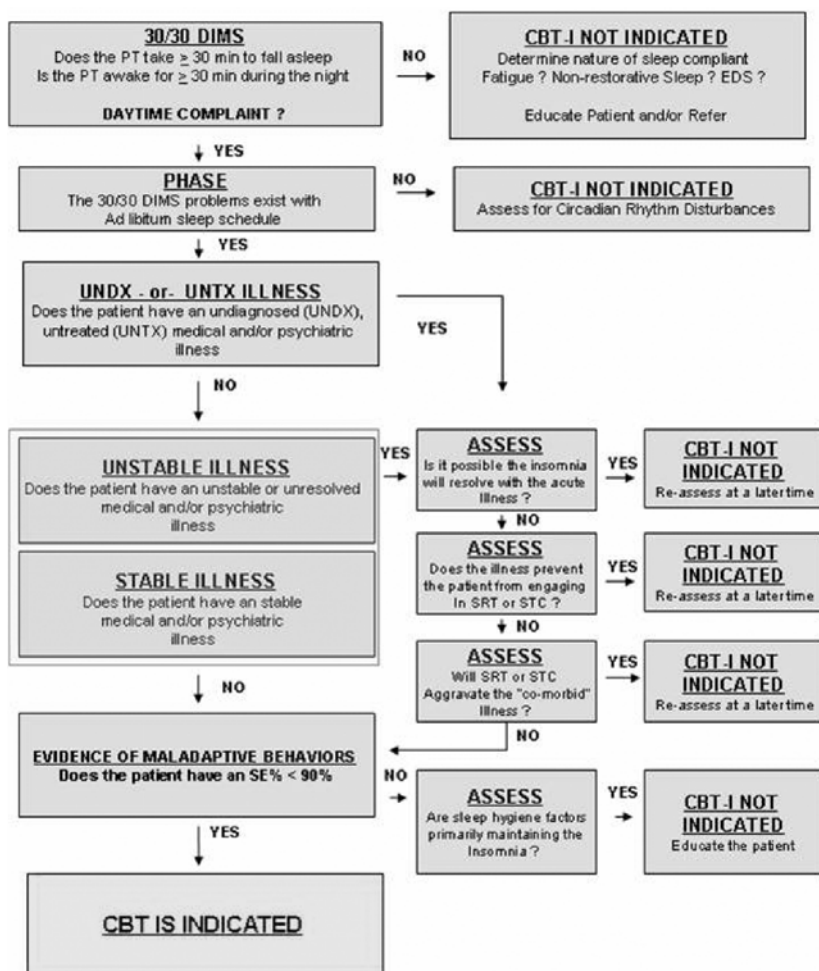 30/30 DIMS
Does the PT take ≥ 30 min to fall asleep
Is the PT awake for ≥ 30 min during the night
DAYTIME COMPLAINT ?
NO
CBT-I NOT INDICATED
Determine nature of sleep compliant
Fatigue ? Non-restorative Sleep ? EDS ?
Educate Patient and/or Refer
YES
PHASE
The 30/30 DIMS problems exist with
Ad libitum sleep schedule
NO
CBT-I NOT INDICATED
Assess for Circadian Rhythm Disturbances
YES
UNDX - or- UNTX ILLNESS
Does the patient have an undiagnosed (UNDX),
untreated (UNTX) medical and/or psychiatric
illness
YES
NO
UNSTABLE ILLNESS
Does the patient have an unstable or unresolved
medical and/or psychiatric
illness
YES
ASSESS
Is it possible the insomnia
will resolve with the acute
Illness ?
YES
CBT-I NOT
INDICATED
Re-assess at a later time
NO
STABLE ILLNESS
Does the patient have an stable
medical and/or psychiatric
illness
ASSESS
Does the illness prevent
the patient from engaging
In SRT or STC ?
YES
CBT-I NOT
INDICATED
Re-assess at a later time
NO
ASSESS
Will SRT or STC
Aggravate the "co-morbid"
Illness ?
YES
CBT-I NOT
INDICATED
Re-assess at a later time
NO
NO
EVIDENCE OF MALADAPTIVE BEHAVIORS
Does the patient have an SE% < 90%
NO
ASSESS
Are sleep hygiene factors
primarily maintaining the
Insomnia ?
YES
CBT-I NOT
INDICATED
Educate the patient
YES
CBT IS INDICATED